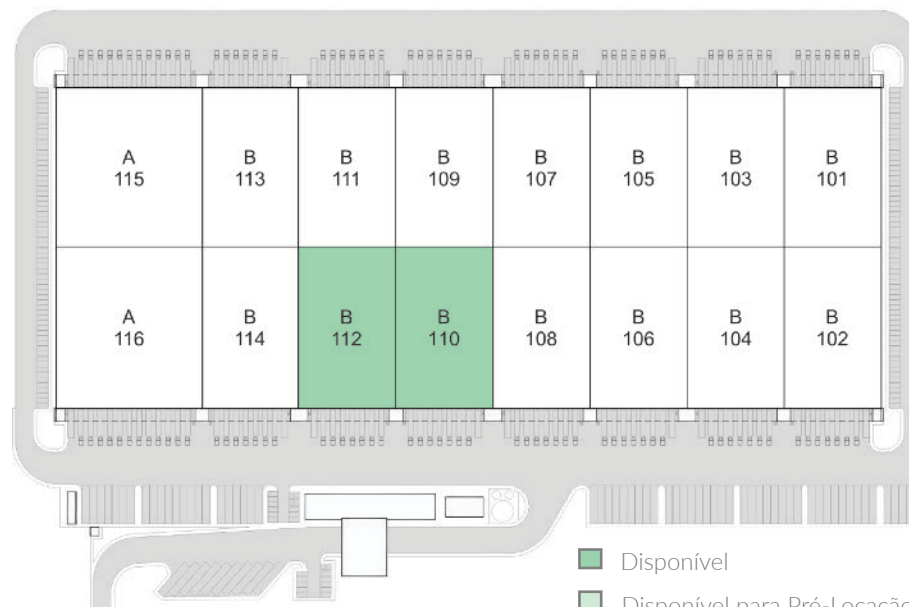 A
115
B
113
B
111
B
109
B
107
B
105
B
103
B
101
A
116
B
114
B
112
B
110
B
108
B
106
B
104
B
102
Disponível
Disponível para Pré-Locação